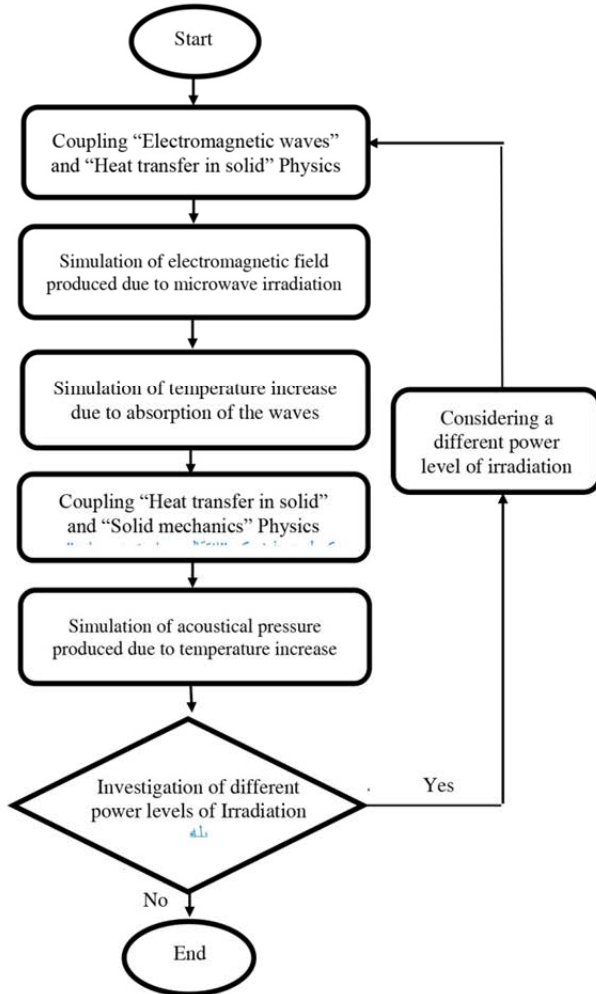 Start
Coupling “Electromagnetic waves”
and “Heat transfer in solid” Physics
Simulation of electromagnetic field
produced due to microwave irradiation
Simulation of temperature increase
due to absorption of the waves
Considering a
different power
level of irradiation
Coupling “Heat transfer in solid”
and “Solid mechanics” Physics
Simulation of acoustical pressure
produced due to temperature increase
Investigation of different
power levels of Irradiation
Yes
No
End